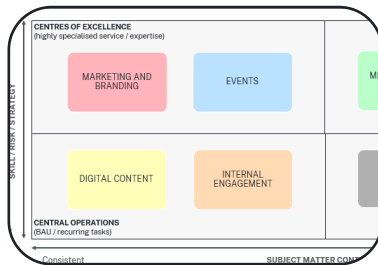 CENTRES OF EXCELLENCE
(highly specialised service / expertise)
MARKETING AND
BRANDING
EVENTS
SKILL / RISK / STRATEGY
DIGITAL CONTENT
INTERNAL
ENGAGEMENT
CENTRAL OPERATIONS
(BAU / recurring tasks)
Consistent
SUBJECT MATTER